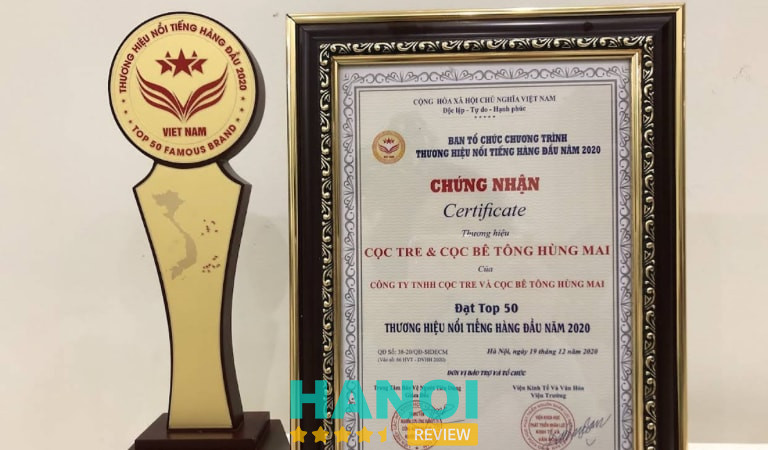 THƯƠNG HIỆU NỔI TIẾNG HÀNG ĐẦU 2020
VIET NAM
TOP 50 FAMOUS BRAND
CỘNG HÒA XÃ HỘI CHỦ NGHĨA VIỆT NAM
Độc lập - Tự do - Hạnh phúc
BAN TỔ CHỨC CHƯƠNG TRÌNH
THƯƠNG HIỆU NỔI TIẾNG HÀNG ĐẦU NĂM 2020
CHỨNG NHẬN
Certificate
Thương hiệu
CỌC TRE & CỌC BÊ TÔNG HÙNG MAI
Của
CÔNG TY TNHH CỌC TRE VÀ CỌC BÊ TÔNG HÙNG MAI
Đạt Top 50
THƯƠNG HIỆU NỔI TIẾNG HÀNG ĐẦU NĂM 2020
Hà Nội, ngày 19 tháng 12 năm 2020
ĐƠN VỊ BẢO TRỢ VÀ TỔ CHỨC
Viện Kinh Tế Và Văn Hóa
Viện Trưởng
HANOI
REVIEW